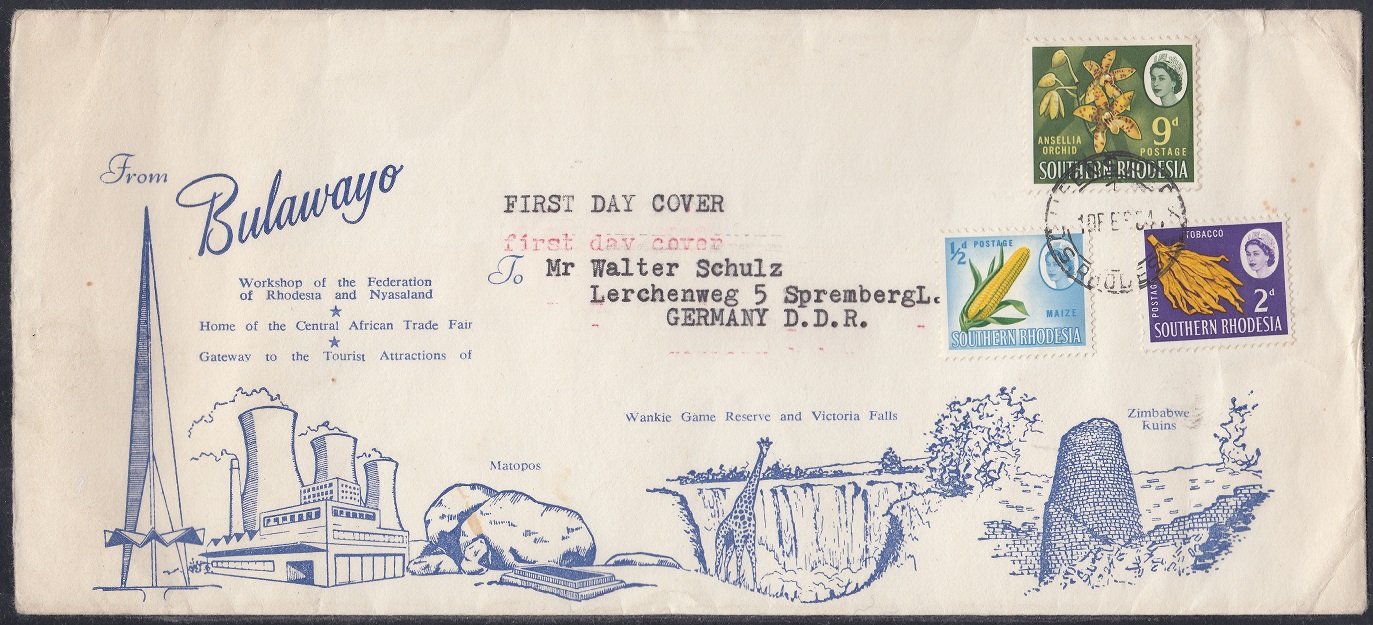 From
Bulawayo
Workshop of the Federation
of Rhodesia and Nyasaland
Home of the Central African Trade Fair
Gateway to the Tourist Attractions of
FIRST DAY COVER
first day cover
To Mr Walter Schulz
Lerchenweg 5 SprembergL.
GERMANY D.D.R.
ANSELLIA
ORCHID
9d
POSTAGE
SOUTHERN RHODESIA
½d POSTAGE
MAIZE
SOUTHERN RHODESIA
TOBACCO
POSTAGE
2d
SOUTHERN RHODESIA
Matopos
Wankie Game Reserve and Victoria Falls
Zimbabwe
Ruins